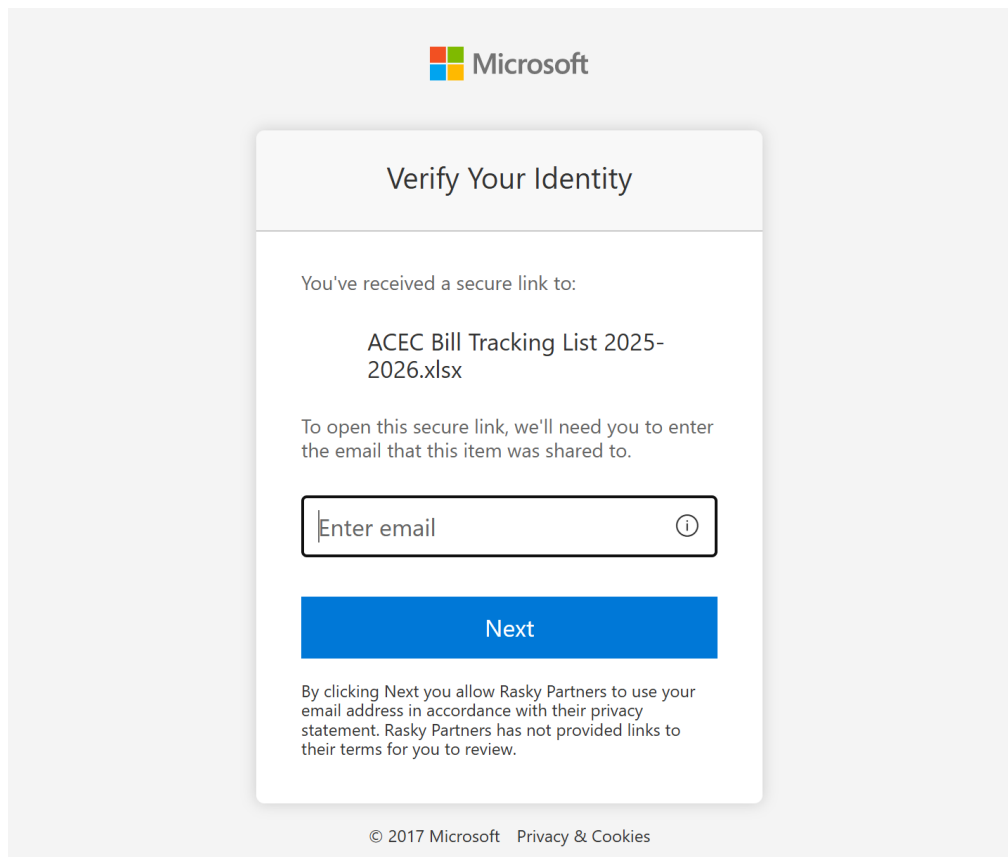 Microsoft
Verify Your Identity
You've received a secure link to:
ACEC Bill Tracking List 2025-
2026.xlsx
To open this secure link, we'll need you to enter
the email that this item was shared to.
Enter email
Next
By clicking Next you allow Rasky Partners to use your
email address in accordance with their privacy
statement. Rasky Partners has not provided links to
their terms for you to review.
© 2017 Microsoft Privacy & Cookies